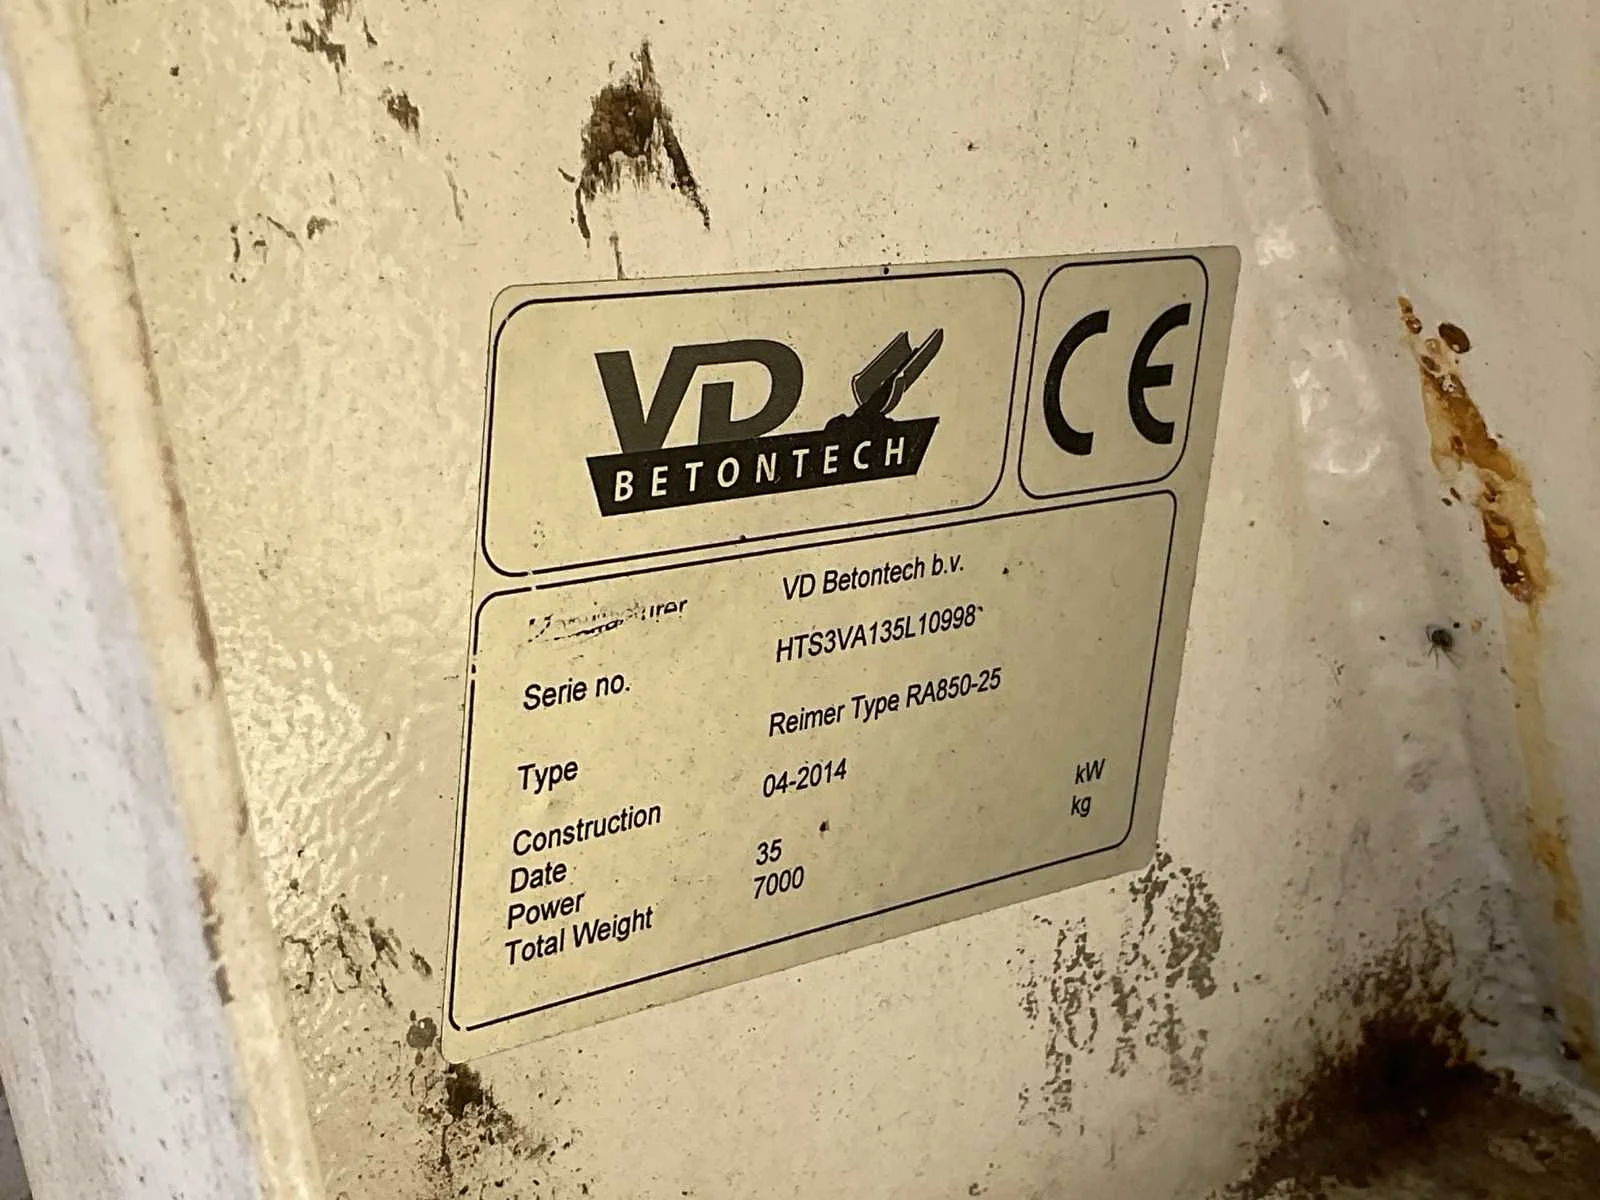 VD
BETONTECH
CE
Manufacturer VD Betontech b.v.
Serie no. HTS3VA135L10998
Type Reimer Type RA850-25
Construction 04-2014
Date
Power 35 kW
Total Weight 7000 kg